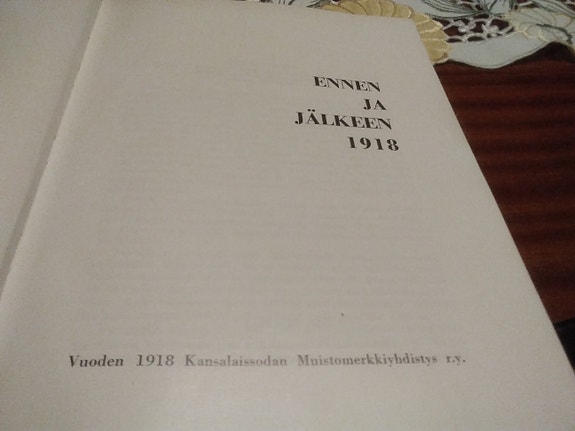 ENNEN
JA
JÄLKEEN
1918
Vuoden 1918 Kansalaissodan Muistomerkkiyhdistys r.y.